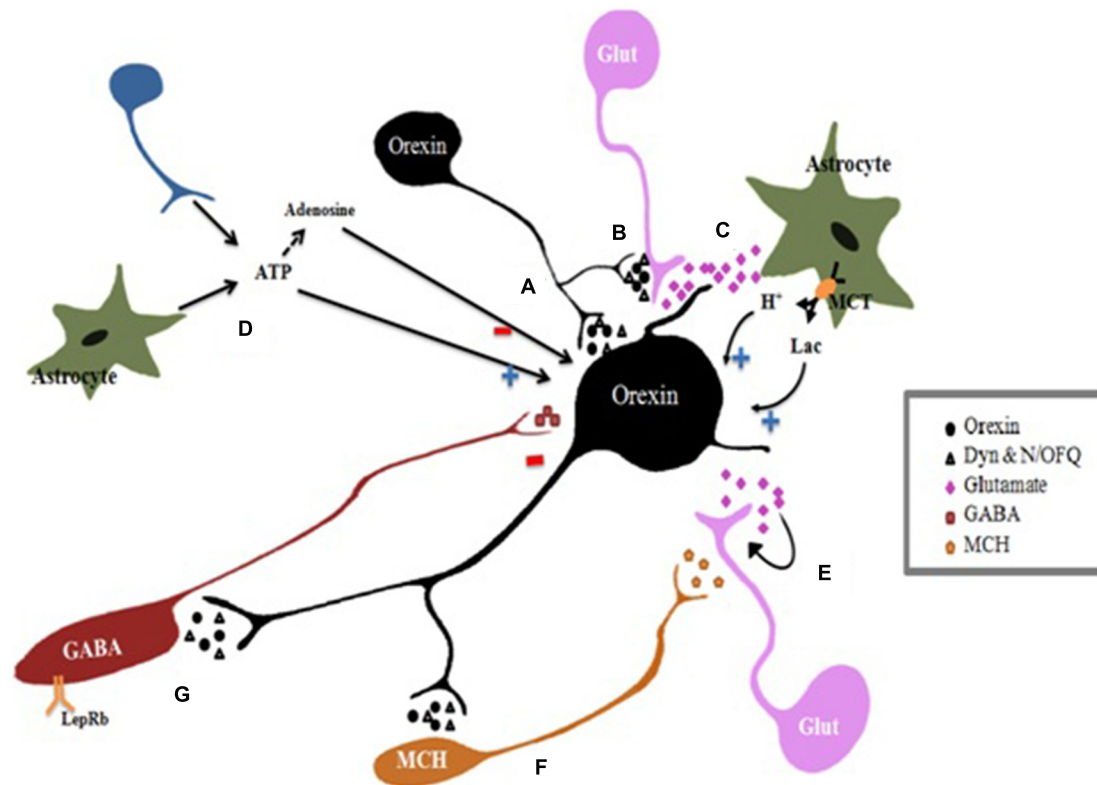 Glut
Orexin
Astrocyte
Adenosine
B
C
ATP
A
H+
MCT
D
Lac
Astrocyte
Orexin
Orexin
Dyn & N/OFQ
Glutamate
GABA
MCH
E
GABA
G
LepRb
Glut
MCH
F